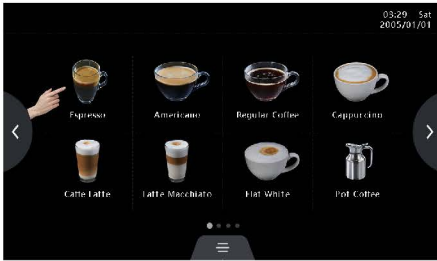 03:29 Sat
2005/01/01
Espresso
Americano
Regular Coffee
Cappuccino
Caffe Latte
Latte Macchiato
Flat White
Pot Coffee